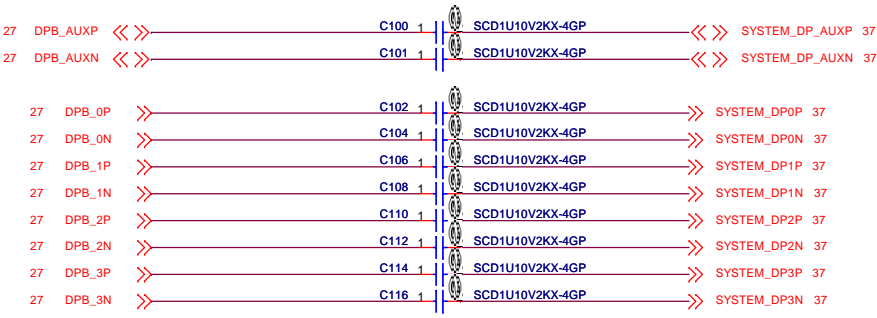 27 DPB_AUXP C100 1 SCD1U10V2KX-4GP SYSTEM_DP_AUXP 37
27 DPB_AUXN C101 1 SCD1U10V2KX-4GP SYSTEM_DP_AUXN 37
27 DPB_0P C102 1 SCD1U10V2KX-4GP SYSTEM_DP0P 37
27 DPB_0N C104 1 SCD1U10V2KX-4GP SYSTEM_DP0N 37
27 DPB_1P C106 1 SCD1U10V2KX-4GP SYSTEM_DP1P 37
27 DPB_1N C108 1 SCD1U10V2KX-4GP SYSTEM_DP1N 37
27 DPB_2P C110 1 SCD1U10V2KX-4GP SYSTEM_DP2P 37
27 DPB_2N C112 1 SCD1U10V2KX-4GP SYSTEM_DP2N 37
27 DPB_3P C114 1 SCD1U10V2KX-4GP SYSTEM_DP3P 37
27 DPB_3N C116 1 SCD1U10V2KX-4GP SYSTEM_DP3N 37